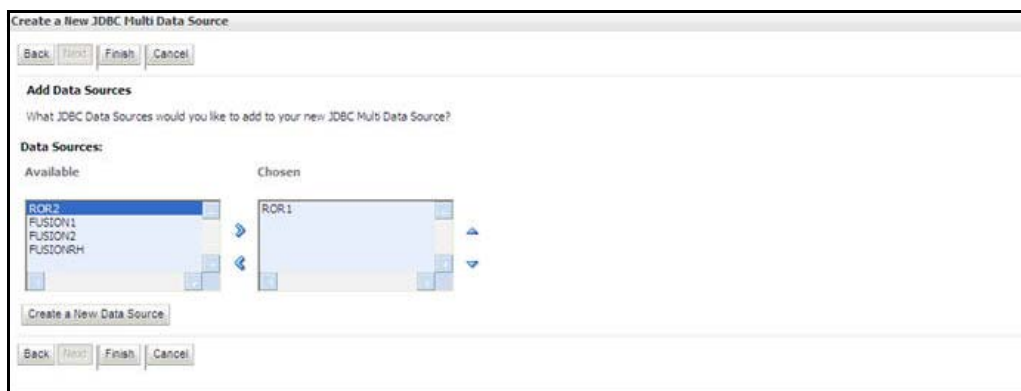 Create a New JDBC Multi Data Source
Back Next Finish Cancel
Add Data Sources
What JDBC Data Sources would you like to add to your new JDBC Multi Data Source?
Data Sources:
Available Chosen
ROR2 ROR1
FUSION1
FUSION2
FUSIONRH
Create a New Data Source
Back Next Finish Cancel